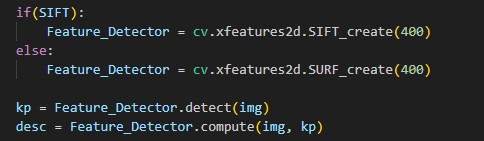 if(SIFT):
    Feature_Detector = cv.xfeatures2d.SIFT_create(400)
else:
    Feature_Detector = cv.xfeatures2d.SURF_create(400)

kp = Feature_Detector.detect(img)
desc = Feature_Detector.compute(img, kp)